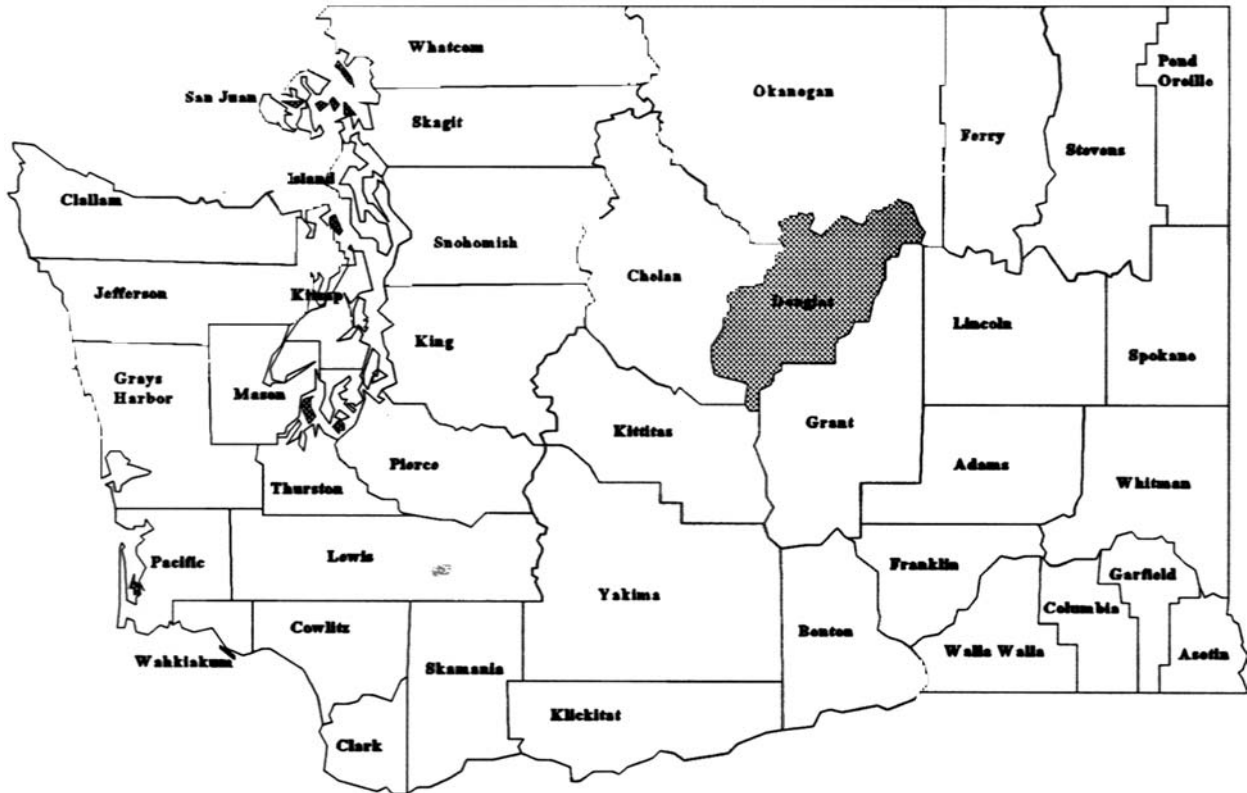 Whatcom
Pend
Oreille
San Juan
Okanogan
Skagit
Ferry
Stevens
Island
Clallam
Snohomish
Chelan
Jefferson
Kitsap
Douglas
Lincoln
King
Spokane
Grays
Harbor
Mason
Grant
Kittitas
Pierce
Adams
Whitman
Thurston
Pacific
Lewis
Franklin
Garfield
Yakima
Columbia
Cowlitz
Benton
Walla Walla
Asotin
Wahkiakum
Skamania
Klickitat
Clark